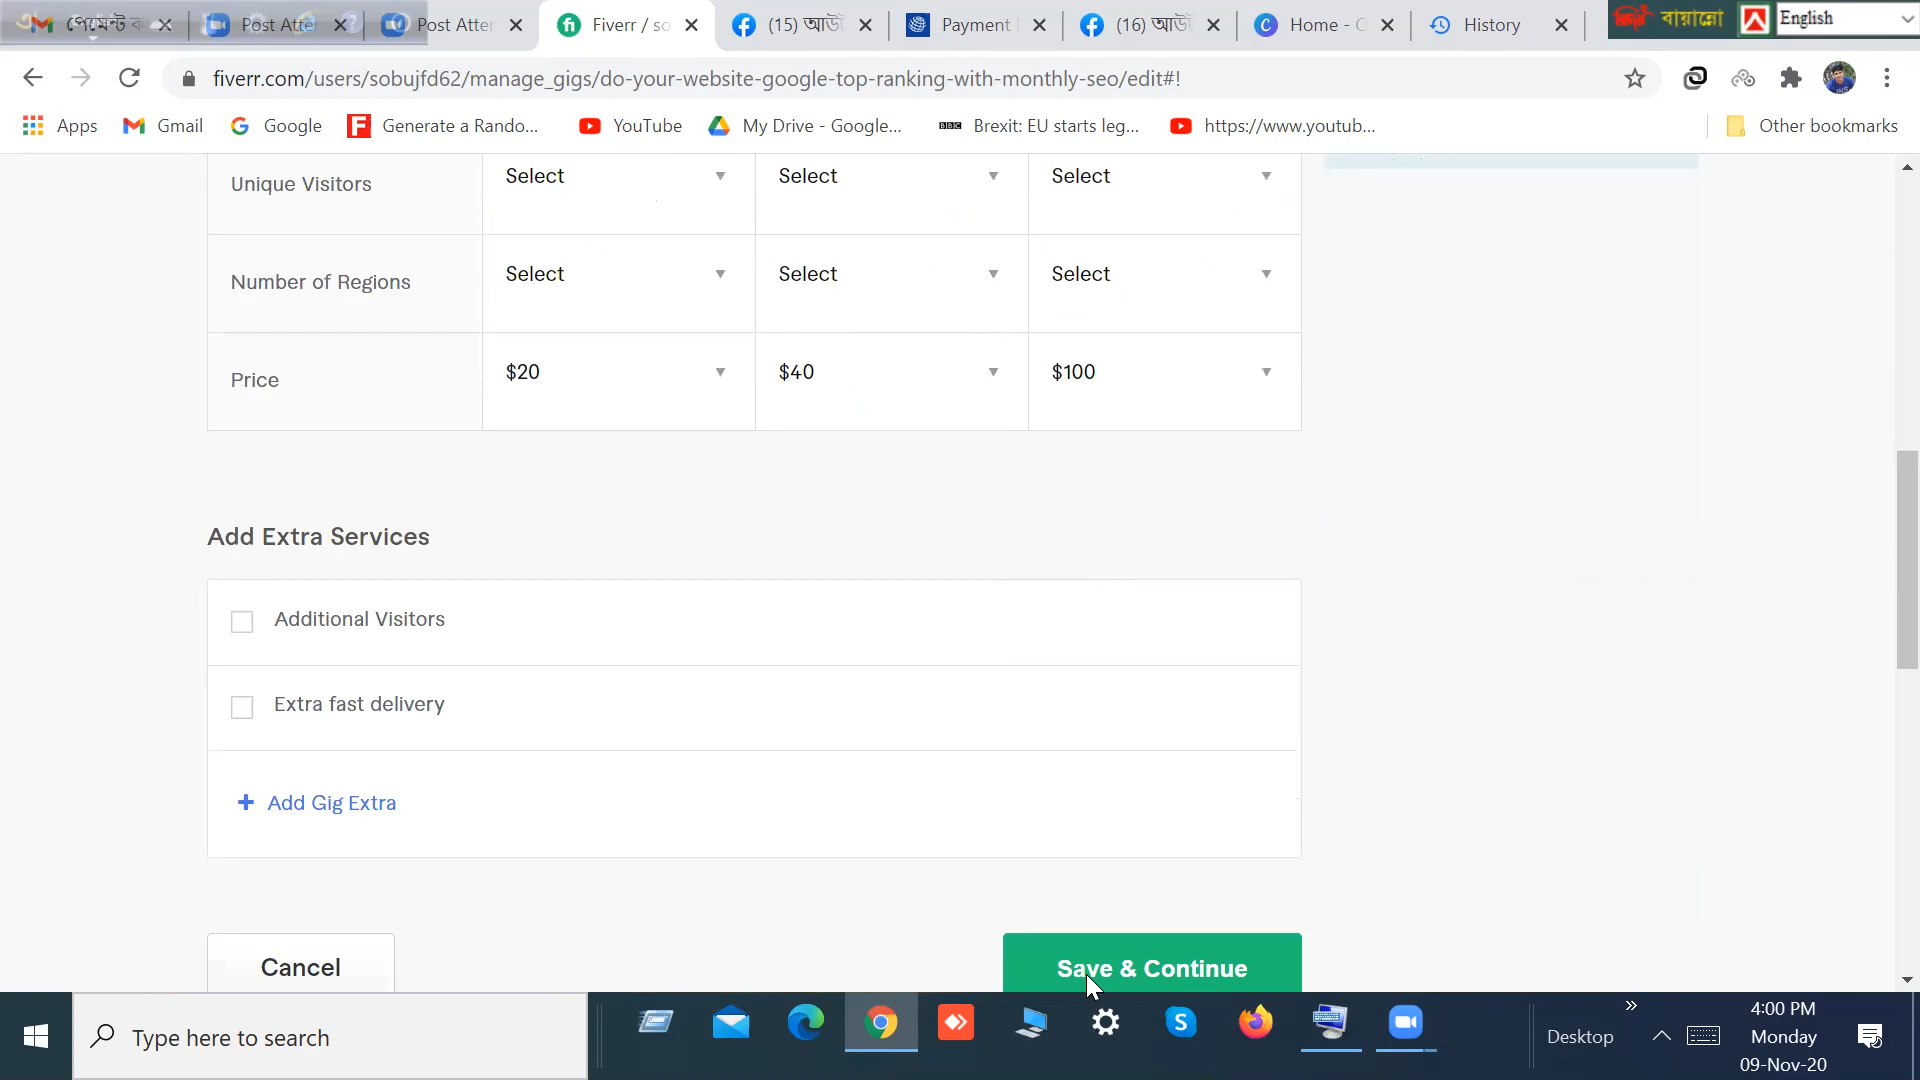 Post Atte
Post Atter
Fiverr / so
(15) আউ
Payment
(16) আউ
Home - C
History
বায়ান্নো
English
fiverr.com/users/sobujfd62/manage_gigs/do-your-website-google-top-ranking-with-monthly-seo/edit#!
Apps
Gmail
Google
Generate a Rando...
YouTube
My Drive - Google...
BBC
Brexit: EU starts leg...
https://www.youtub...
Other bookmarks
Unique Visitors
Select
Select
Select
Number of Regions
Select
Select
Select
Price
$20
$40
$100
Add Extra Services
Additional Visitors
Extra fast delivery
+ Add Gig Extra
Cancel
Save & Continue
Type here to search
Desktop
4:00 PM
Monday
09-Nov-20